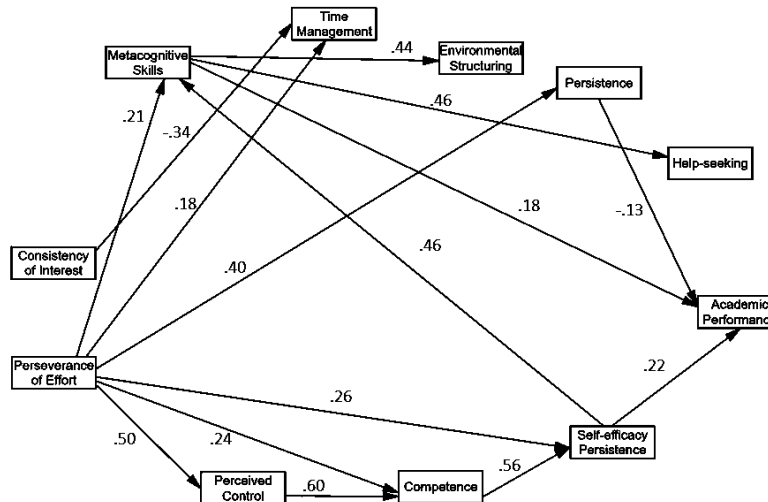 Time
Management
Metacognitive
Skills
.44
Environmental
Structuring
Persistence
.21
-.34
.46
Help-seeking
.18
.18
-.13
Consistency
of Interest
.40
.46
Academic
Performance
Perseverance
of Effort
.26
.22
.50
.24
Self-efficacy
Persistence
Perceived
Control
.60
Competence
.56